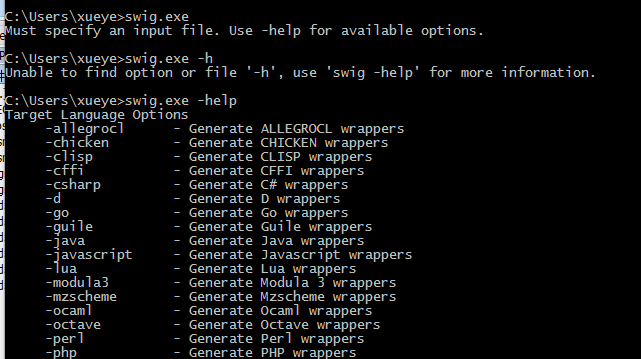 C:\Users\xueye>swig.exe
Must specify an input file. Use -help for available options.
C:\Users\xueye>swig.exe -h
Unable to find option or file '-h', use 'swig -help' for more information.
C:\Users\xueye>swig.exe -help
Target Language Options
-allegrocl - Generate ALLEGROCL wrappers
-chicken - Generate CHICKEN wrappers
-clisp - Generate CLISP wrappers
-cffi - Generate CFFI wrappers
-csharp - Generate C# wrappers
-d - Generate D wrappers
-go - Generate Go wrappers
-guile - Generate Guile wrappers
-java - Generate Java wrappers
-javascript - Generate Javascript wrappers
-lua - Generate Lua wrappers
-modula3 - Generate Modula 3 wrappers
-mzscheme - Generate Mzscheme wrappers
-ocaml - Generate Ocaml wrappers
-octave - Generate Octave wrappers
-perl - Generate Perl wrappers
-php - Generate PHP wrappers